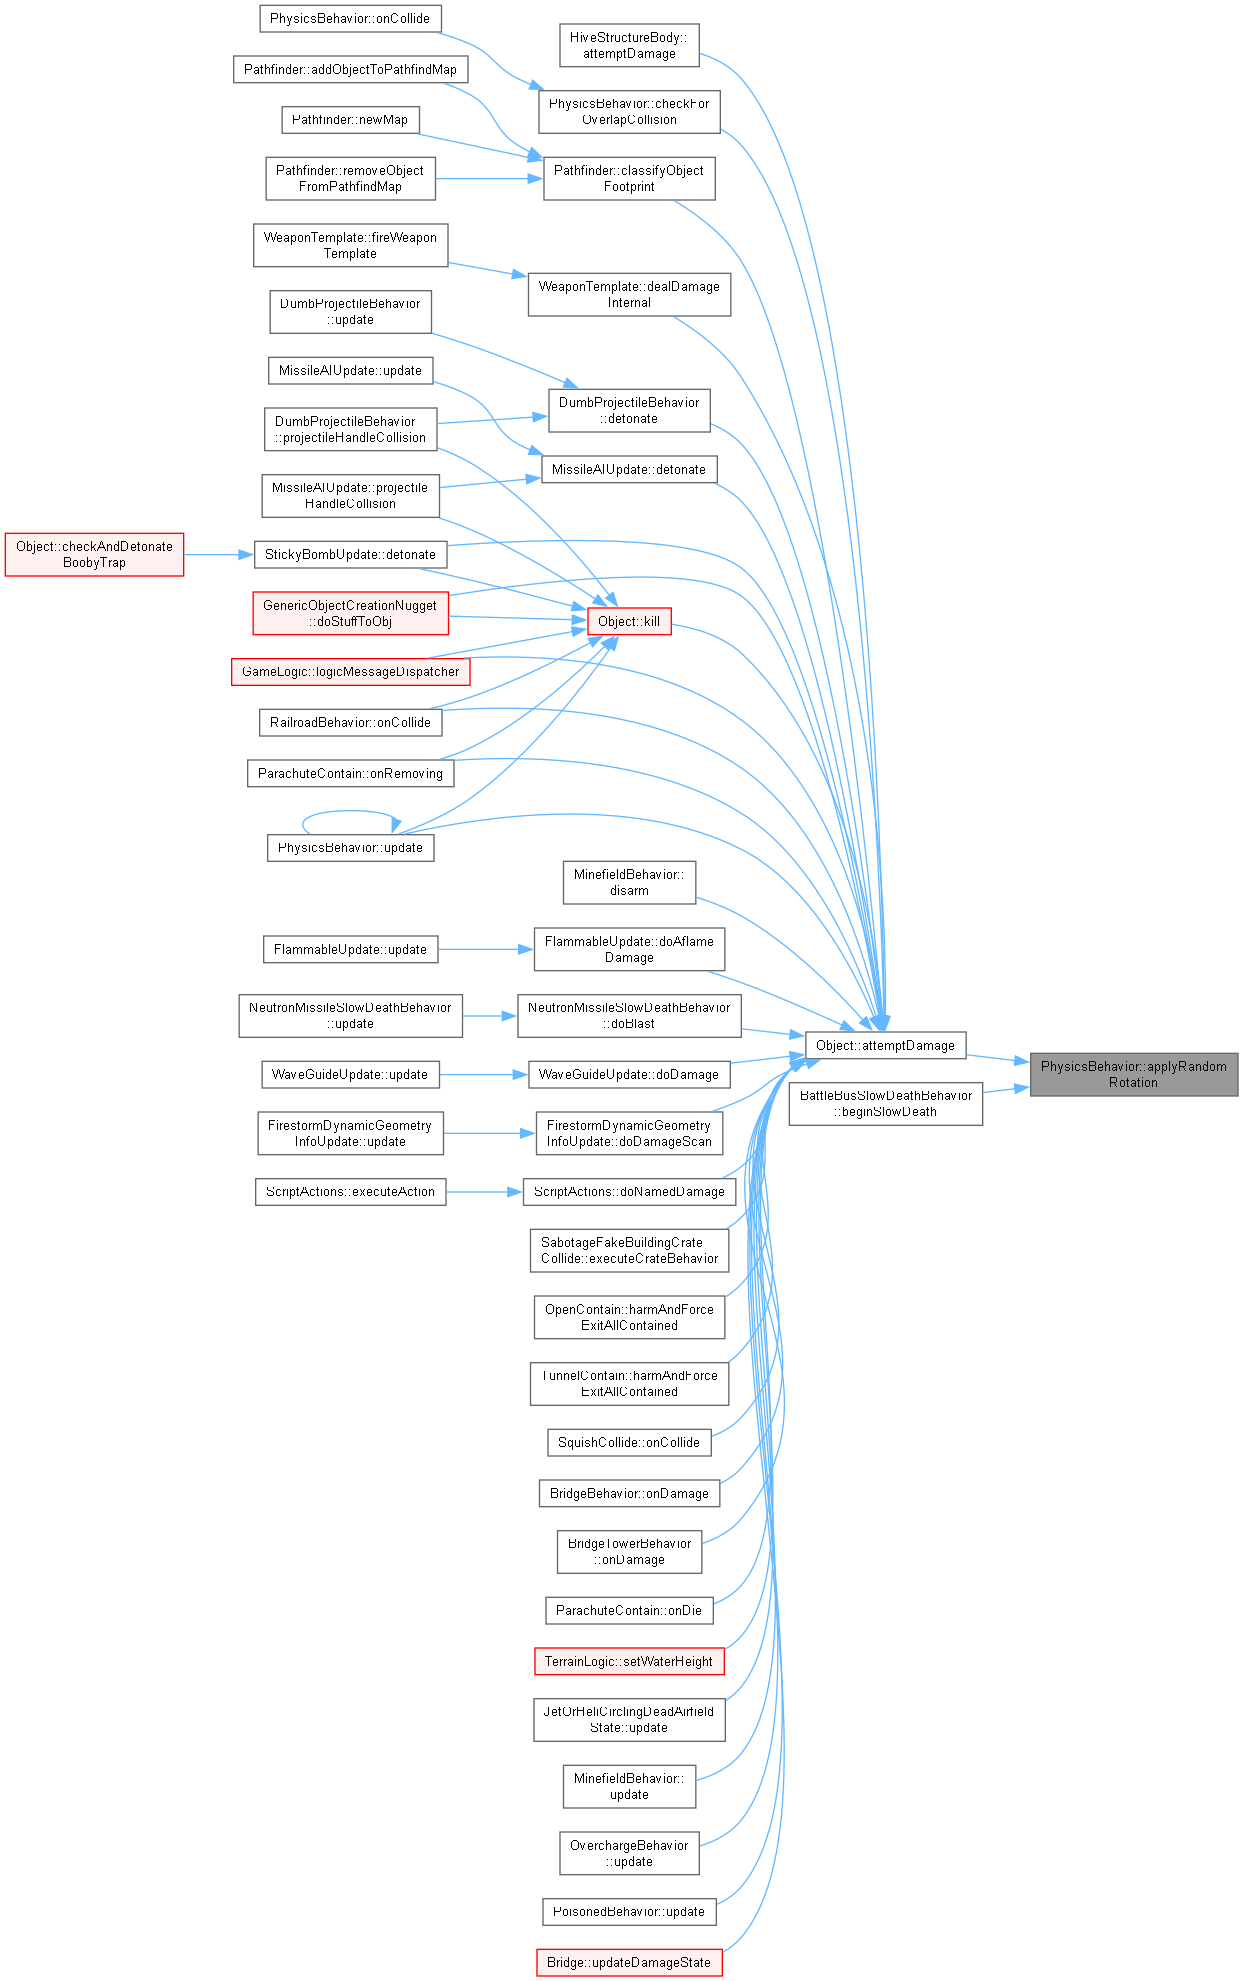 PhysicsBehavior::onCollide
HiveStructureBody::
attemptDamage
Pathfinder::addObjectToPathfindMap
PhysicsBehavior::checkFor
OverlapCollision
Pathfinder::newMap
Pathfinder::removeObject
FromPathfindMap
Pathfinder::classifyObject
Footprint
WeaponTemplate::fireWeapon
Template
WeaponTemplate::dealDamage
Internal
DumbProjectileBehavior
::update
MissileAIUpdate::update
DumbProjectileBehavior
::detonate
DumbProjectileBehavior
::projectileHandleCollision
MissileAIUpdate::detonate
MissileAIUpdate::projectile
HandleCollision
Object::checkAndDetonate
BoobyTrap
StickyBombUpdate::detonate
GenericObjectCreationNugget
::doStuffToObj
Object::kill
GameLogic::logicMessageDispatcher
RailroadBehavior::onCollide
ParachuteContain::onRemoving
PhysicsBehavior::update
MinefieldBehavior::
disarm
FlammableUpdate::update
FlammableUpdate::doAflame
Damage
NeutronMissileSlowDeathBehavior
::update
NeutronMissileSlowDeathBehavior
::doBlast
Object::attemptDamage
PhysicsBehavior::applyRandom
Rotation
WaveGuideUpdate::update
WaveGuideUpdate::doDamage
BattleBusSlowDeathBehavior
::beginSlowDeath
FirestormDynamicGeometry
InfoUpdate::update
FirestormDynamicGeometry
InfoUpdate::doDamageScan
ScriptActions::executeAction
ScriptActions::doNamedDamage
SabotageFakeBuildingCrate
Collide::executeCrateBehavior
OpenContain::harmAndForce
ExitAllContained
TunnelContain::harmAndForce
ExitAllContained
SquishCollide::onCollide
BridgeBehavior::onDamage
BridgeTowerBehavior
::onDamage
ParachuteContain::onDie
TerrainLogic::setWaterHeight
JetOrHeliCirclingDeadAirfield
State::update
MinefieldBehavior::
update
OverchargeBehavior
::update
PoisonedBehavior::update
Bridge::updateDamageState